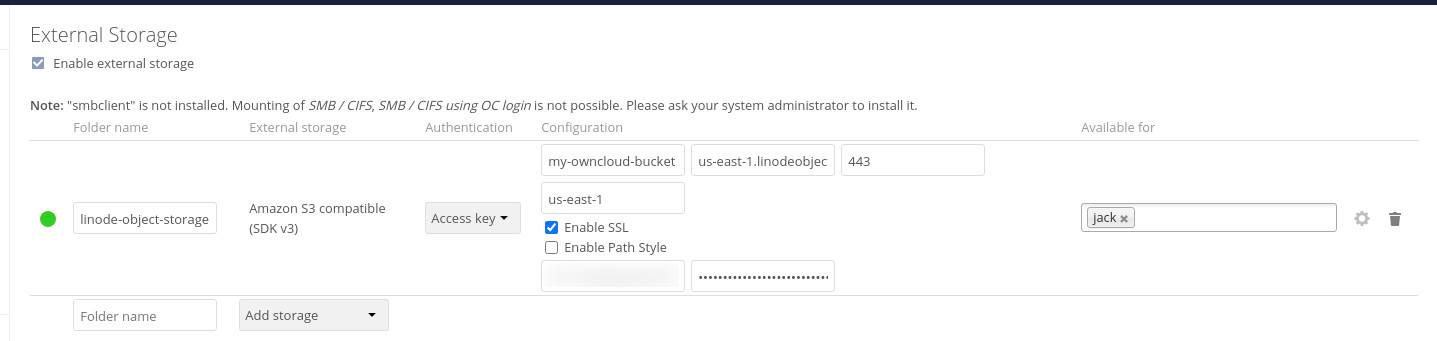 External Storage
Enable external storage
Note: "smbclient" is not installed. Mounting of SMB / CIFS, SMB / CIFS using OC login is not possible. Please ask your system administrator to install it.
Folder name External storage Authentication Configuration Available for
my-owncloud-bucket us-east-1.linodeobjec 443
us-east-1
linode-object-storage Amazon S3 compatible (SDK v3) Access key jack
Enable SSL
Enable Path Style
Folder name Add storage